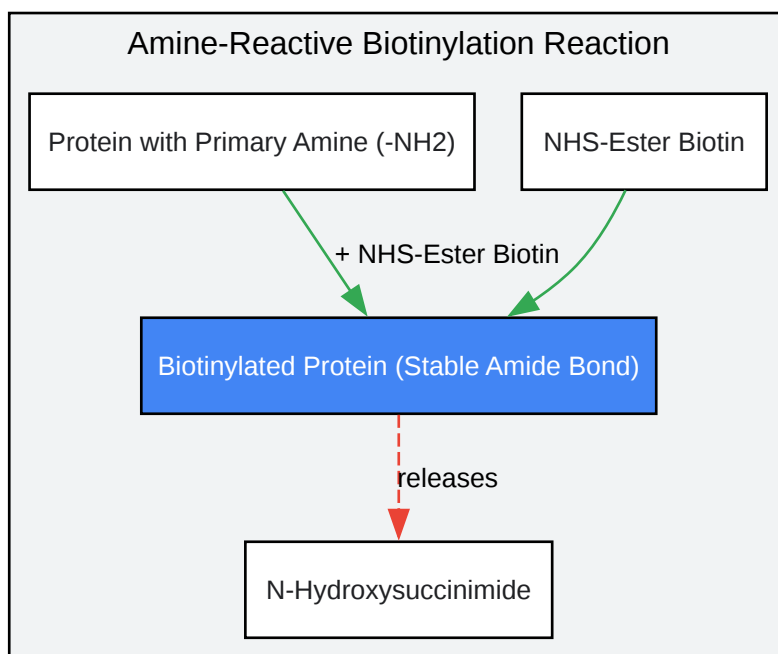 Amine-Reactive Biotinylation Reaction
Protein with Primary Amine (-NH2)
NHS-Ester Biotin
+ NHS-Ester Biotin
Biotinylated Protein (Stable Amide Bond)
releases
N-Hydroxysuccinimide